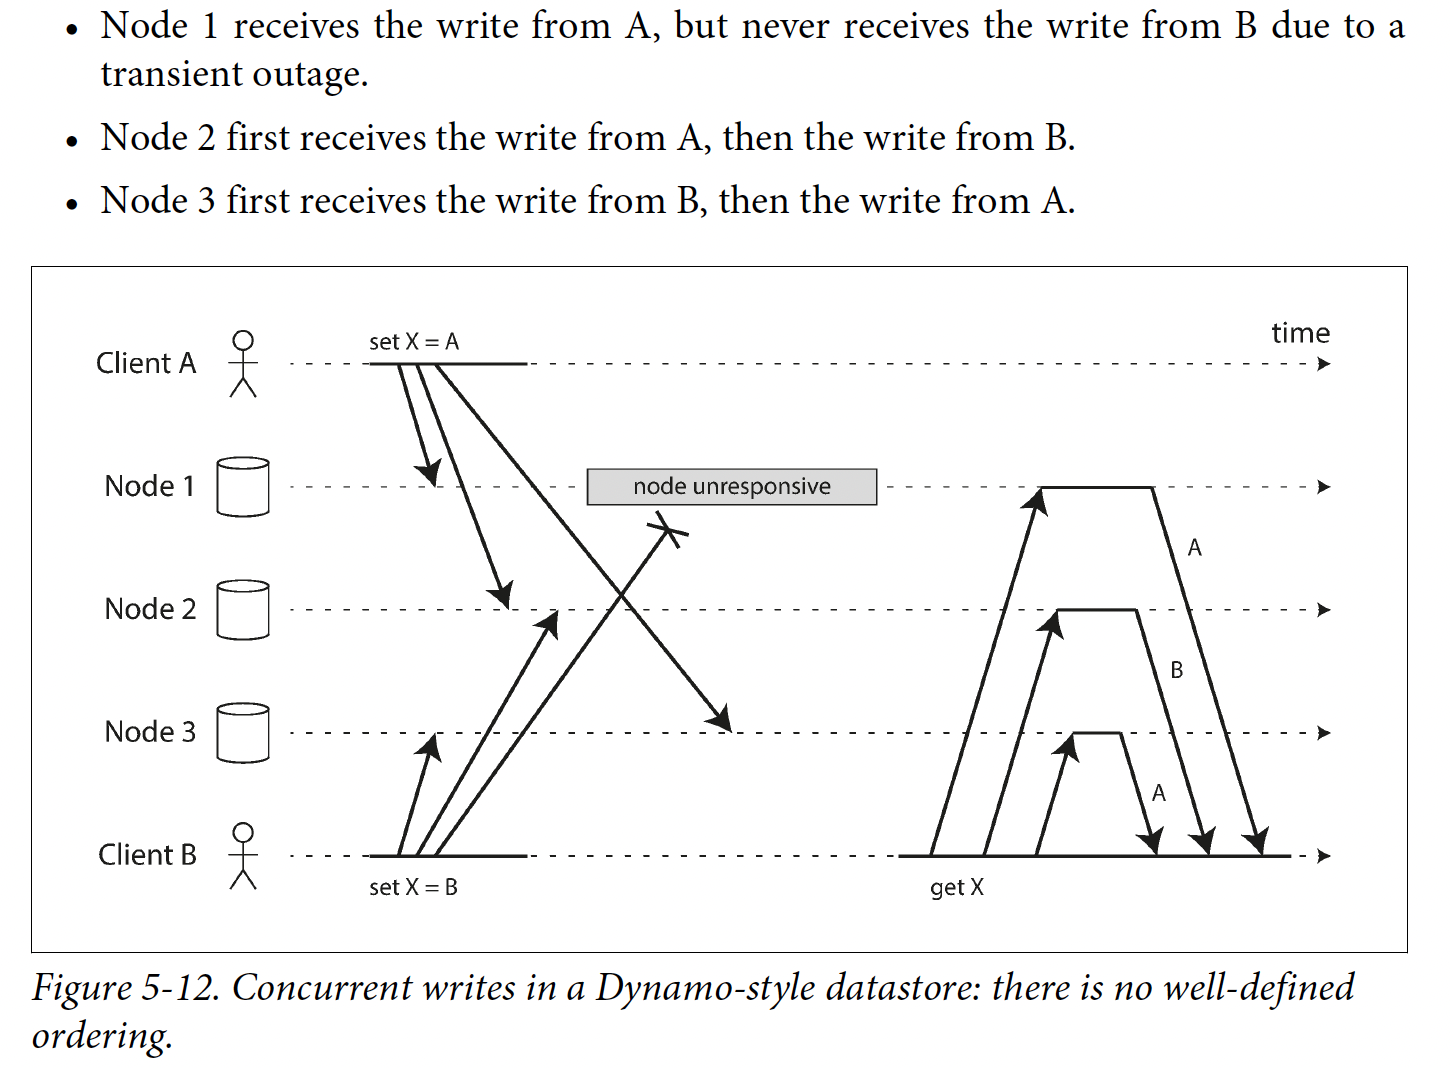 • Node 1 receives the write from A, but never receives the write from B due to a
transient outage.
• Node 2 first receives the write from A, then the write from B.
• Node 3 first receives the write from B, then the write from A.
set X = A
time
Client A
Node 1
node unresponsive
A
Node 2
B
Node 3
A
Client B
set X = B
get X
Figure 5-12. Concurrent writes in a Dynamo-style datastore: there is no well-defined
ordering.